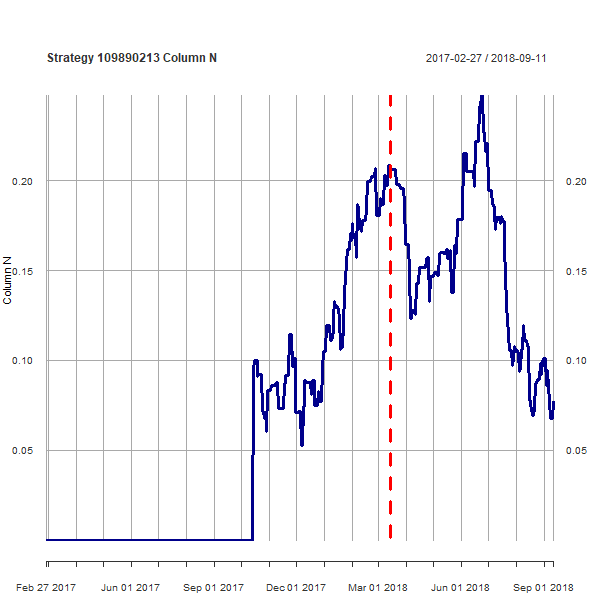 Strategy 109890213 Column N
2017-02-27 / 2018-09-11
Column N
0.20
0.15
0.10
0.05
0.20
0.15
0.10
0.05
Feb 27 2017
Jun 01 2017
Sep 01 2017
Dec 01 2017
Mar 01 2018
Jun 01 2018
Sep 01 2018